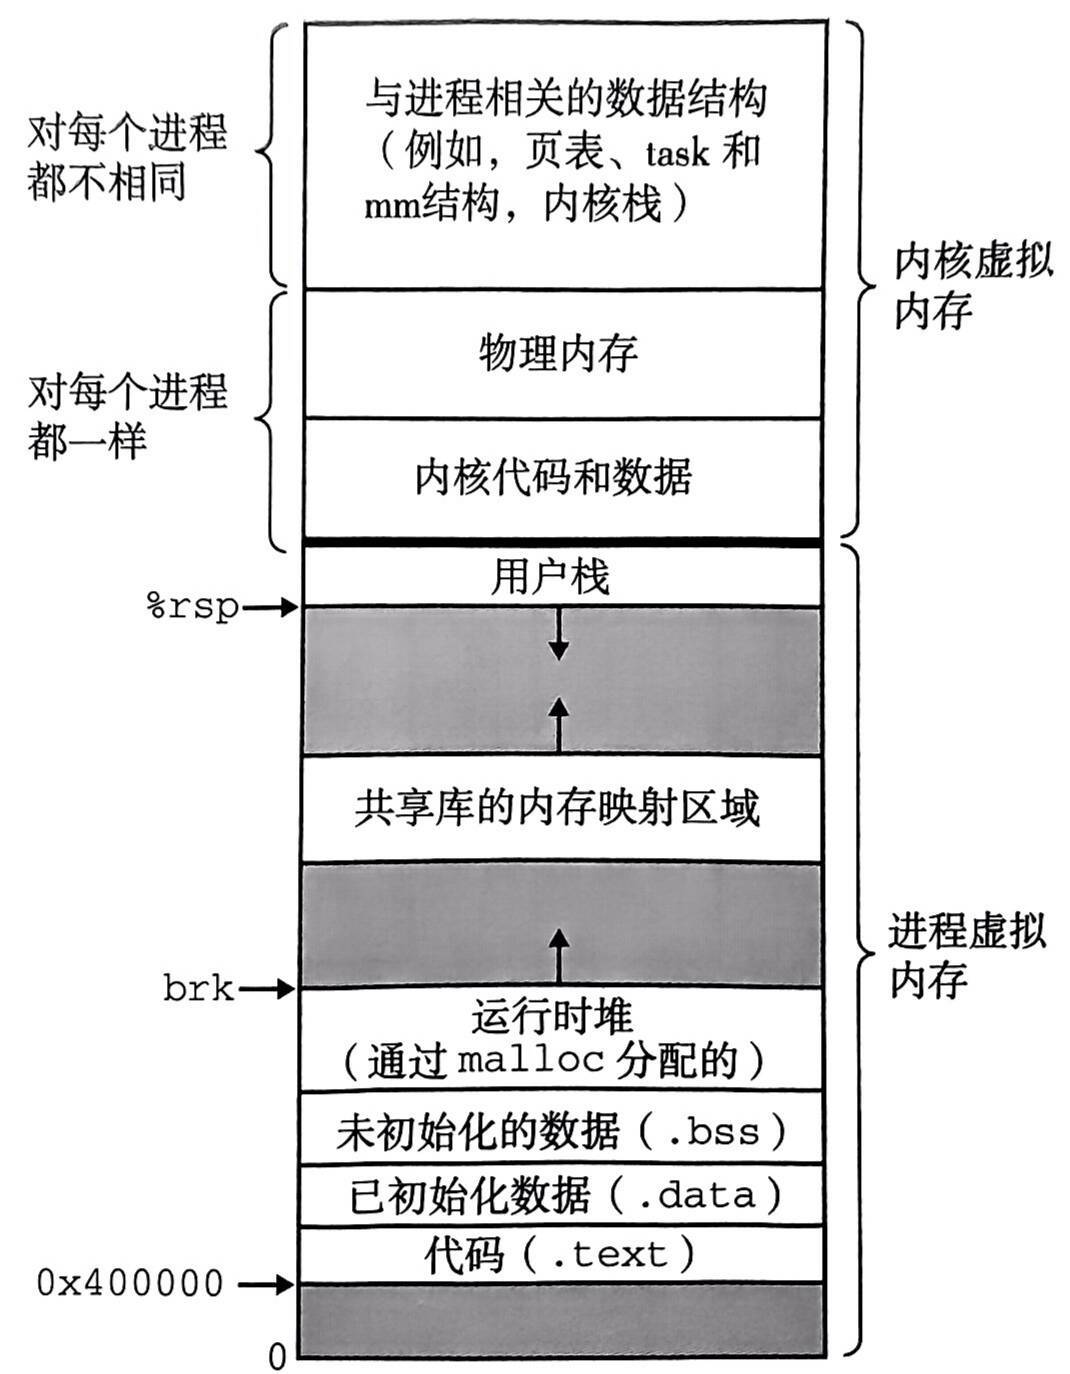 对每个进程
都不相同
与进程相关的数据结构
（例如，页表、task 和
mm结构，内核栈）
内核虚拟
内存
对每个进程
都一样
物理内存
内核代码和数据
用户栈
%rsp
共享库的内存映射区域
进程虚拟
内存
brk
运行时堆
（通过 malloc 分配的）
未初始化的数据（.bss）
已初始化数据（.data）
代码（.text）
0x400000
0